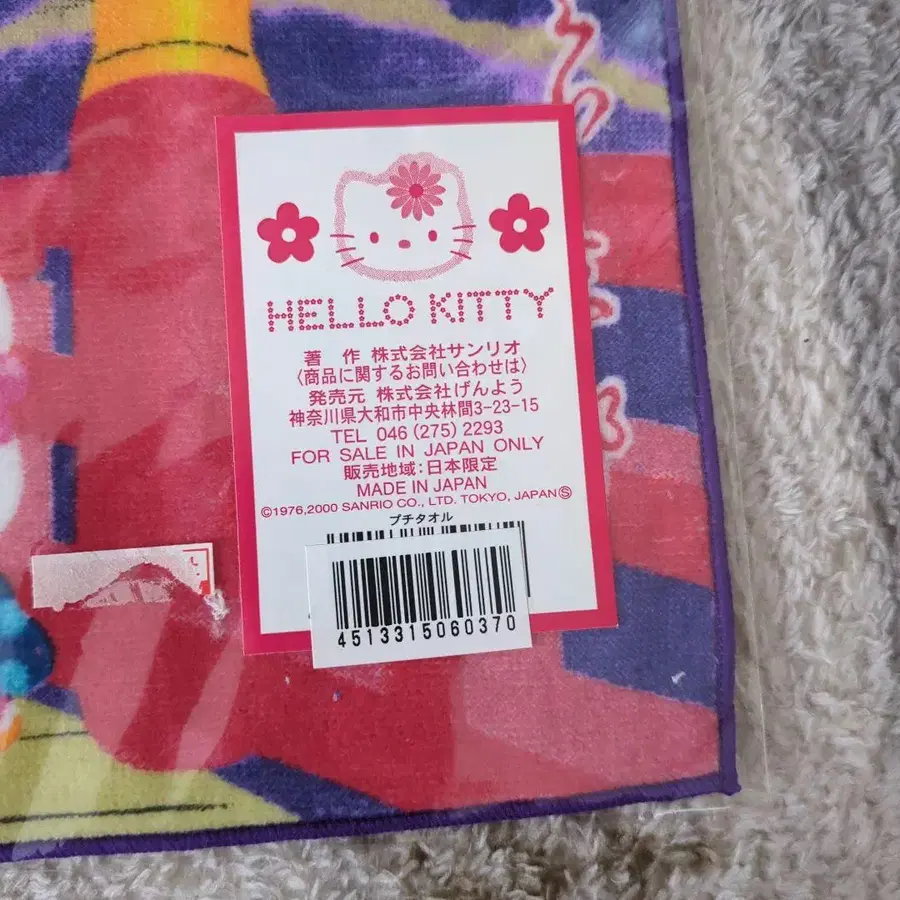 HELLO KITTY
著 作 株式会社サンリオ
〈商品に関するお問い合わせは〉
発売元 株式会社げんよう
神奈川県大和市中央林間3-23-15
TEL 046 (275) 2293
FOR SALE IN JAPAN ONLY
販売地域:日本限定
MADE IN JAPAN
©1976,2000 SANRIO CO., LTD. TOKYO, JAPAN Ⓢ
プチタオル
4513315060370